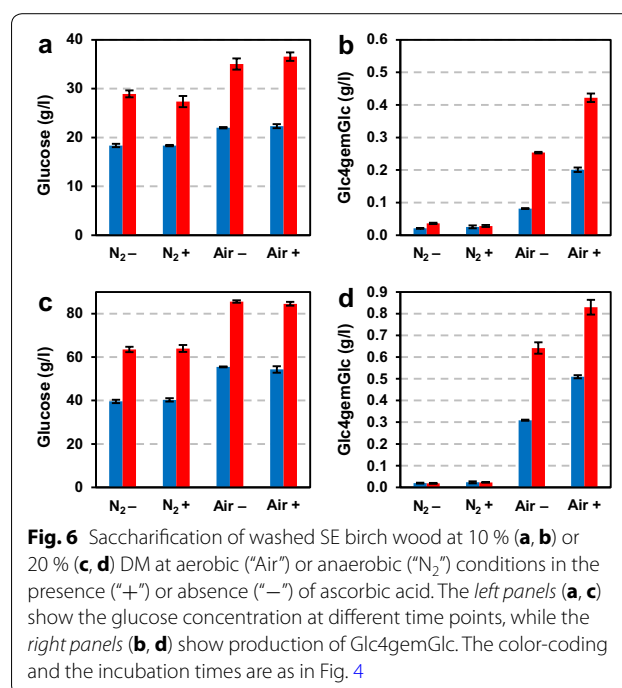 a
40
30
20
10
0
Glucose (g/l)
N₂ − N₂ + Air − Air +
b
0.6
0.5
0.4
0.3
0.2
0.1
0.0
Glc4gemGlc (g/l)
N₂ − N₂ + Air − Air +
c
80
60
40
20
0
Glucose (g/l)
N₂ − N₂ + Air − Air +
d
0.9
0.8
0.7
0.6
0.5
0.4
0.3
0.2
0.1
0.0
Glc4gemGlc (g/l)
N₂ − N₂ + Air − Air +
Fig. 6 Saccharification of washed SE birch wood at 10 % (a, b) or
20 % (c, d) DM at aerobic (“Air”) or anaerobic (“N₂”) conditions in the
presence (“+”) or absence (“−”) of ascorbic acid. The left panels (a, c)
show the glucose concentration at different time points, while the
right panels (b, d) show production of Glc4gemGlc. The color-coding
and the incubation times are as in Fig. 4